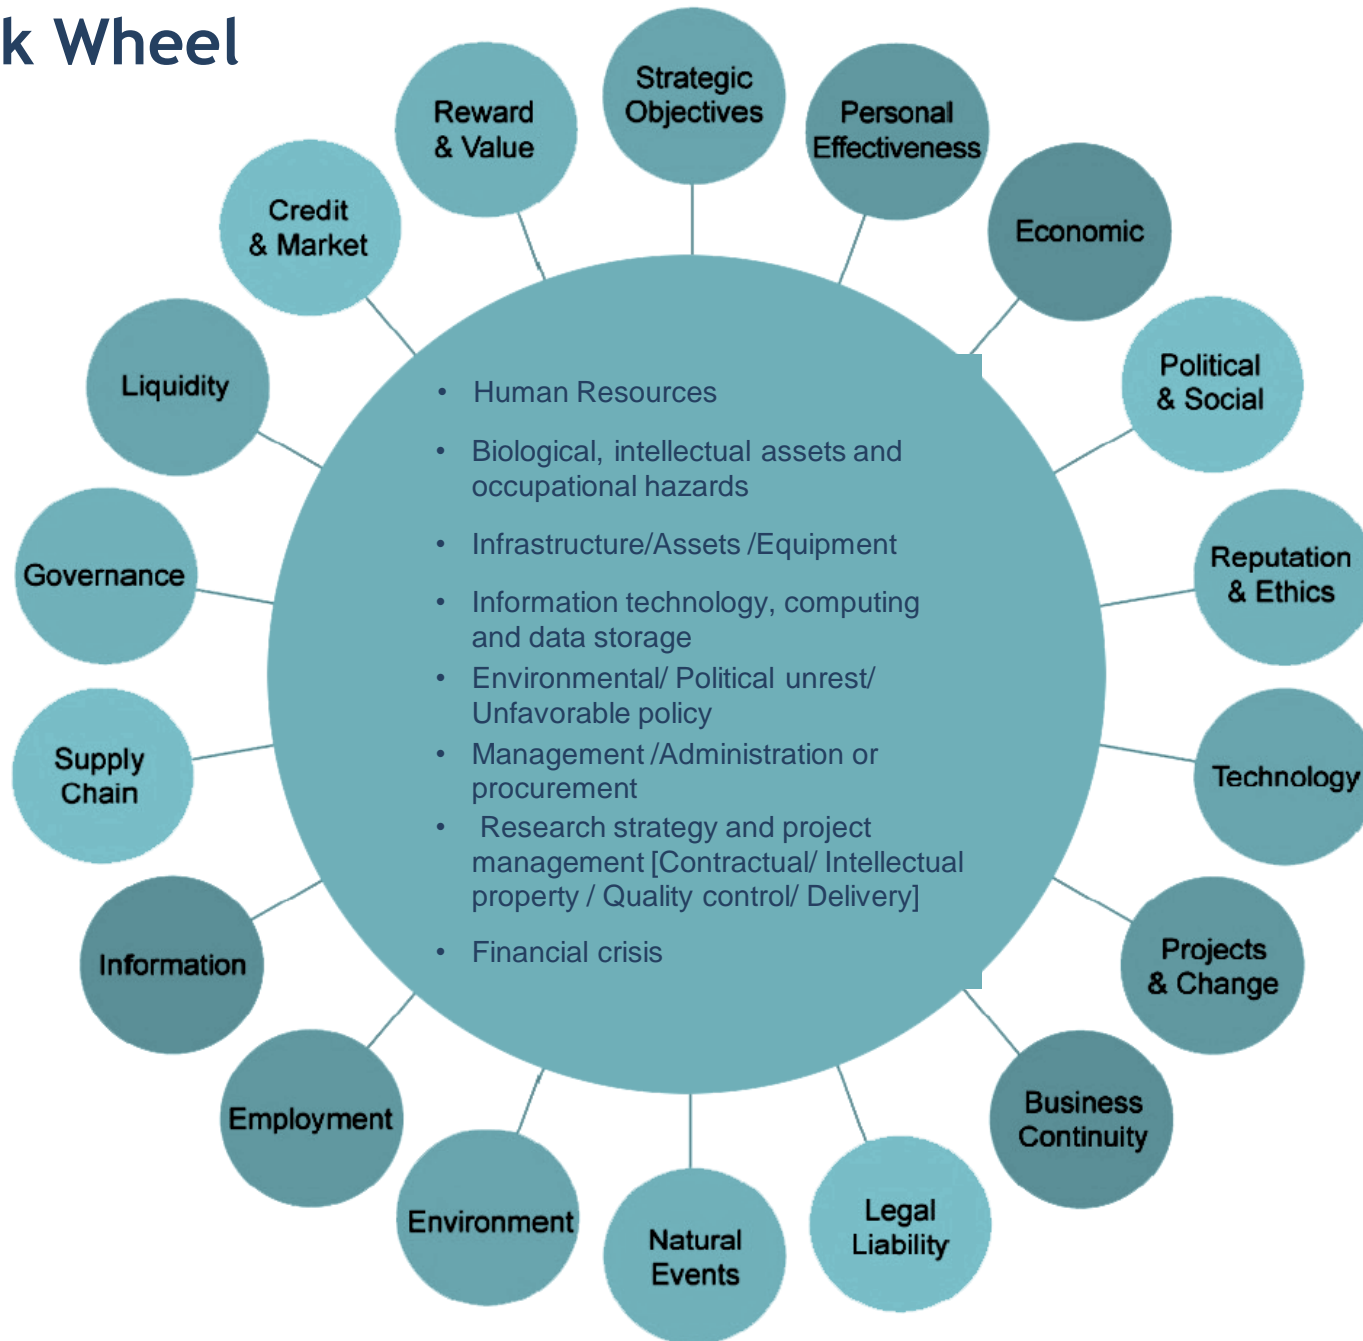 k Wheel
Strategic
Objectives
Personal
Effectiveness
Economic
Political
& Social
Reputation
& Ethics
Technology
Projects
& Change
Business
Continuity
Legal
Liability
Natural
Events
Environment
Employment
Information
Supply
Chain
Governance
Liquidity
Credit
& Market
Reward
& Value
• Human Resources
• Biological, intellectual assets and
occupational hazards
• Infrastructure/Assets /Equipment
• Information technology, computing
and data storage
• Environmental/ Political unrest/
Unfavorable policy
• Management /Administration or
procurement
• Research strategy and project
management [Contractual/ Intellectual
property / Quality control/ Delivery]
• Financial crisis